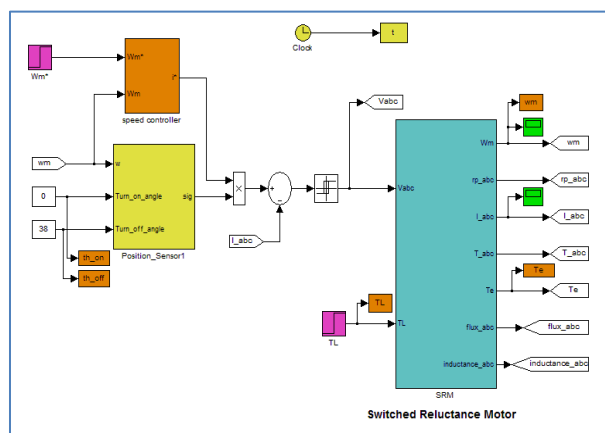 Clock
t
Wm*
Wm*
Wm
i*
speed controller
wm
w
Turn_on_angle
Turn_off_angle
sig
Position_Sensor1
0
38
th_on
th_off
X
+
-
I_abc
Vabc
Vabc
TL
TL
TL
Wm
rp_abc
I_abc
T_abc
Te
flux_abc
inductance_abc
SRM
wm
wm
rp_abc
I_abc
T_abc
Te
Te
flux_abc
inductance_abc
Switched Reluctance Motor